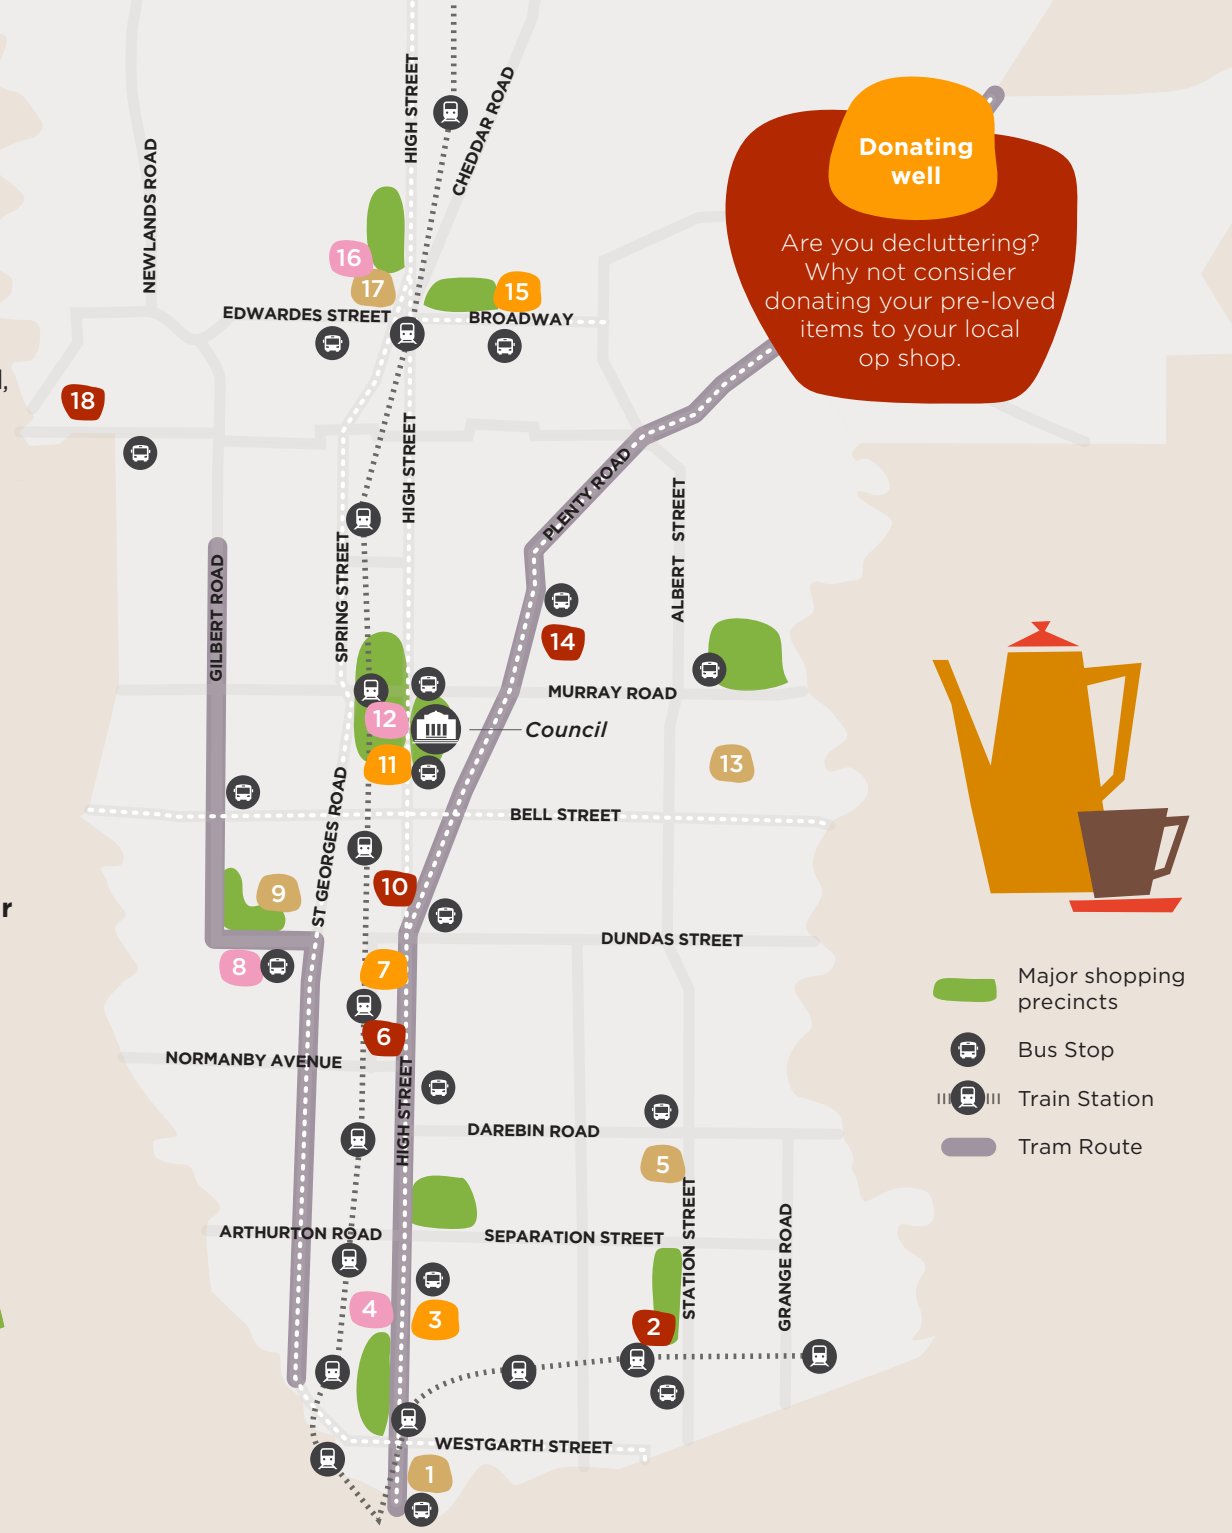 HIGH STREET
CHEDDAR ROAD
NEWLANDS ROAD
Donating
well
Are you decluttering?
Why not consider
donating your pre-loved
items to your local
op shop.
16
17
15
EDWARDES STREET
BROADWAY
l,
18
HIGH STREET
PLENTY ROAD
ALBERT STREET
SPRING STREET
GILBERT ROAD
14
MURRAY ROAD
12
Council
11
13
ST GEORGES ROAD
BELL STREET
10
9
r
DUNDAS STREET
8
7
6
NORMANBY AVENUE
HIGH STREET
DAREBIN ROAD
5
STATION STREET
ARTHURTON ROAD
SEPARATION STREET
GRANGE ROAD
4
3
2
WESTGARTH STREET
1
Major shopping
precincts
Bus Stop
Train Station
Tram Route